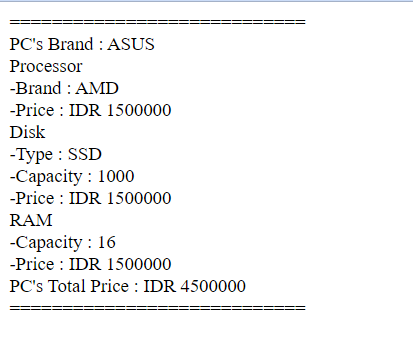 ============================
PC's Brand : ASUS
Processor
-Brand : AMD
-Price : IDR 1500000
Disk
-Type : SSD
-Capacity : 1000
-Price : IDR 1500000
RAM
-Capacity : 16
-Price : IDR 1500000
PC's Total Price : IDR 4500000
============================